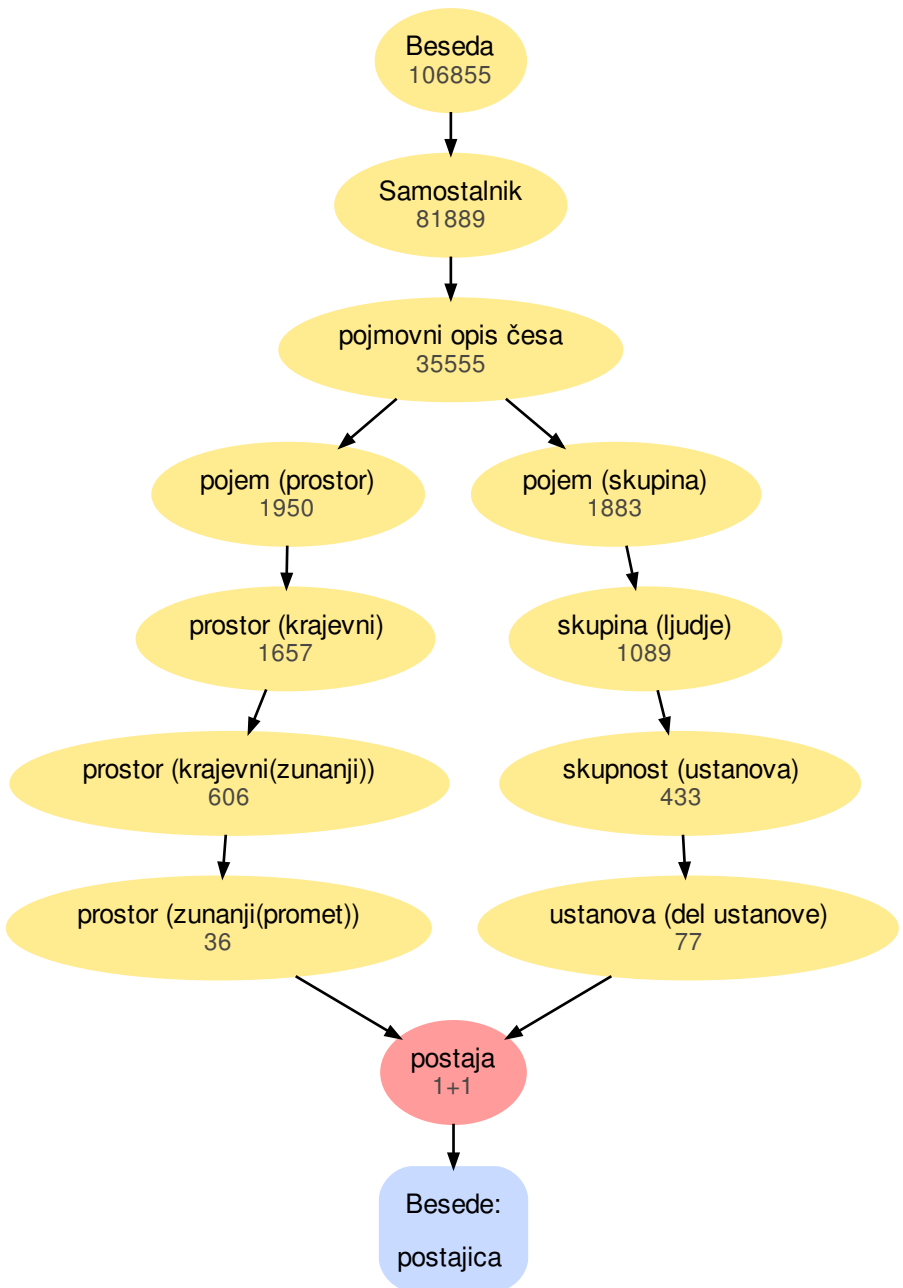 Beseda
106855
Samostalnik
81889
pojmovni opis česa
35555
pojem (prostor)
1950
pojem (skupina)
1883
prostor (krajevni)
1657
skupina (ljudje)
1089
prostor (krajevni(zunanji))
606
skupnost (ustanova)
433
prostor (zunanji(promet))
36
ustanova (del ustanove)
77
postaja
1+1
Besede:
postajica